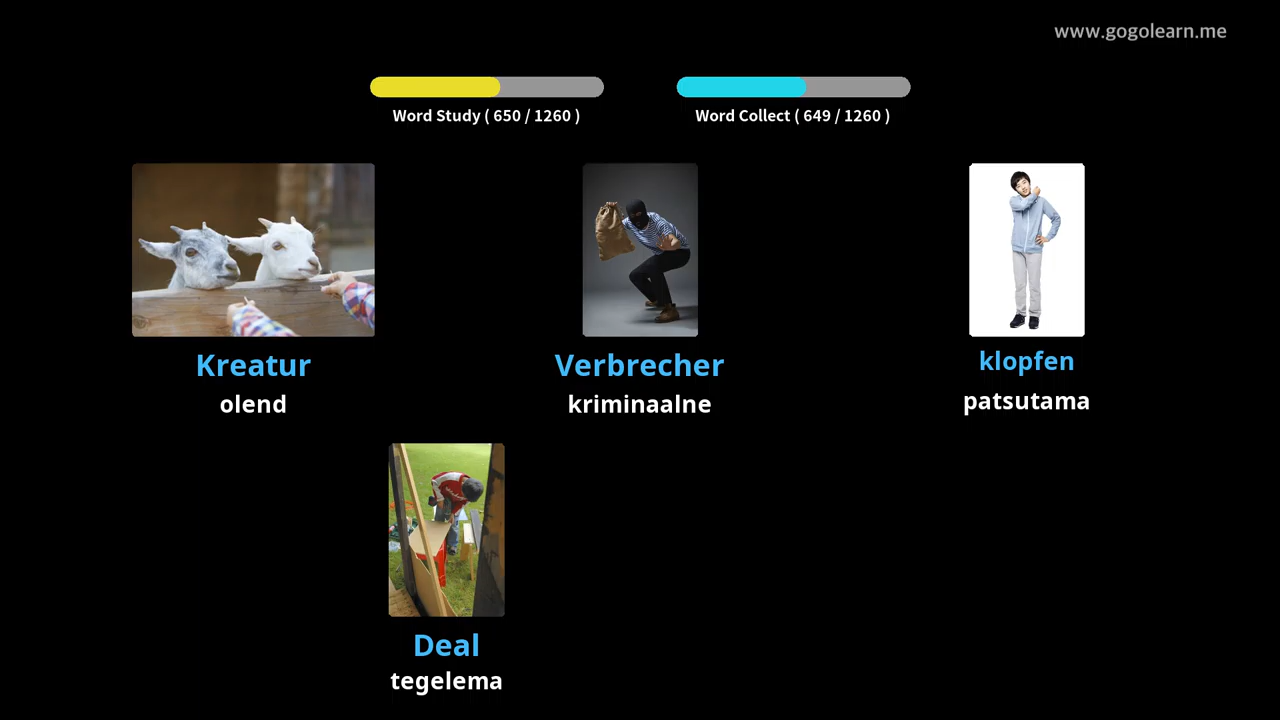 www.gogolearn.me
Word Study ( 650 / 1260 )
Word Collect ( 649 / 1260 )
Kreatur
olend
Verbrecher
kriminaalne
klopfen
patsutama
Deal
tegelema